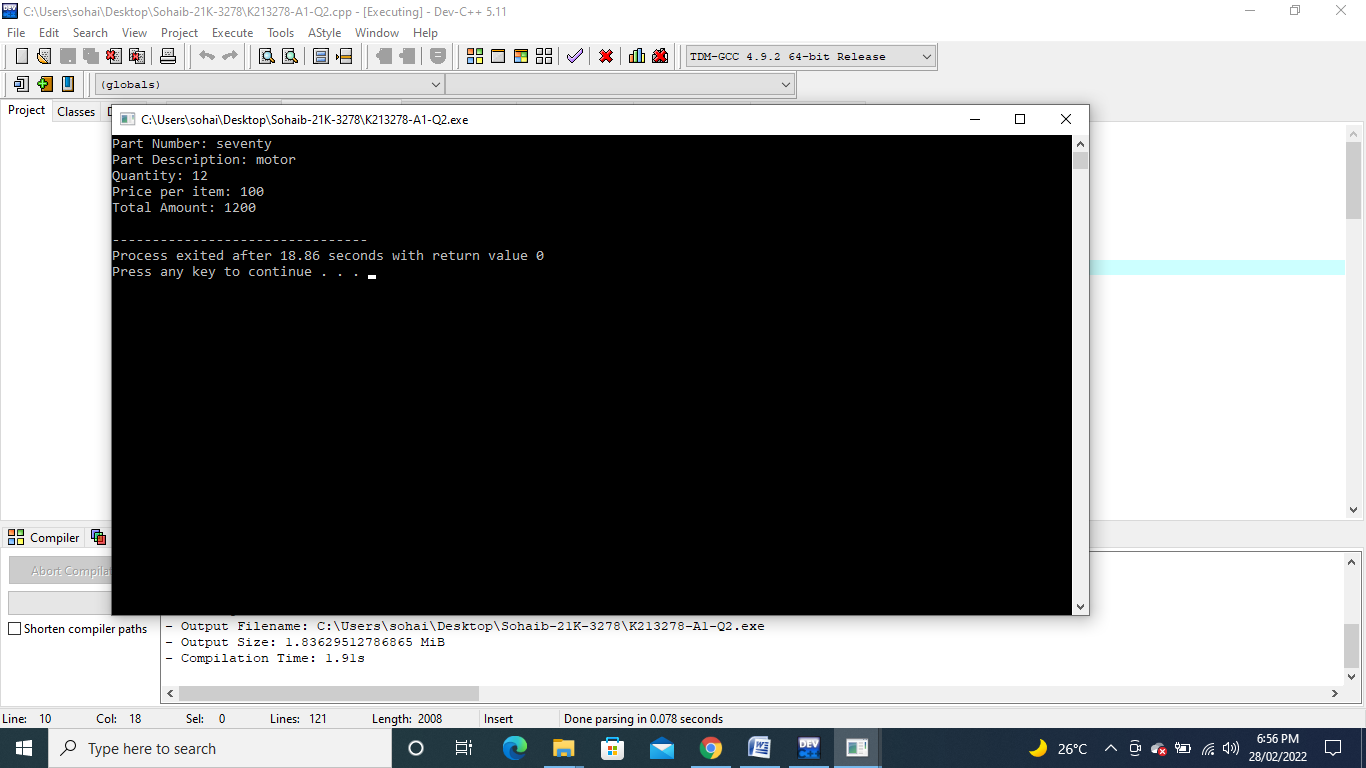 C:\Users\sohai\Desktop\Sohaib-21K-3278\K213278-A1-Q2.cpp - [Executing] - Dev-C++ 5.11
File Edit Search View Project Execute Tools AStyle Window Help
TDM-GCC 4.9.2 64-bit Release
(globals)
Project Classes
C:\Users\sohai\Desktop\Sohaib-21K-3278\K213278-A1-Q2.exe
Part Number: seventy
Part Description: motor
Quantity: 12
Price per item: 100
Total Amount: 1200
--------------------------------
Process exited after 18.86 seconds with return value 0
Press any key to continue . . .
Compiler
Abort Compilat
Shorten compiler paths
- Output Filename: C:\Users\sohai\Desktop\Sohaib-21K-3278\K213278-A1-Q2.exe
- Output Size: 1.83629512786865 MiB
- Compilation Time: 1.91s
Line: 10 Col: 18 Sel: 0 Lines: 121 Length: 2008 Insert Done parsing in 0.078 seconds
Type here to search
26°C
6:56 PM
28/02/2022